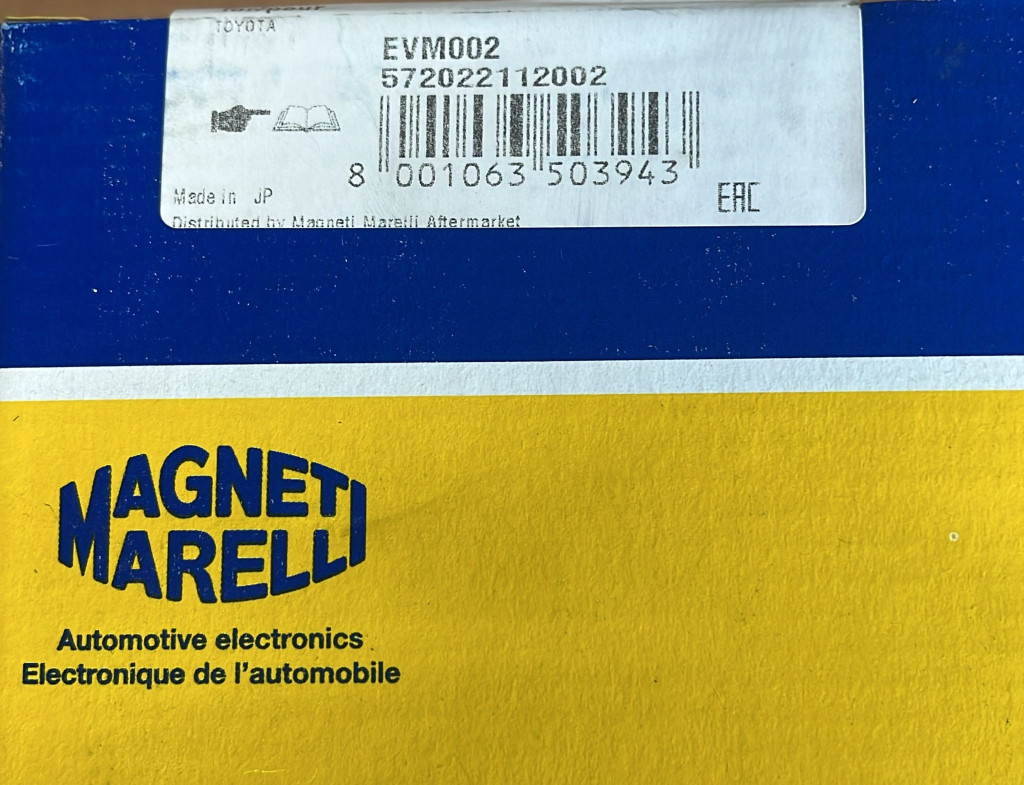 TOYOTA
EVM002
572022112002
8 001063 503943
Made in JP
EAC
Distributed by Magneti Marelli Aftermarket
MAGNETI
MARELLI
Automotive electronics
Electronique de l'automobile